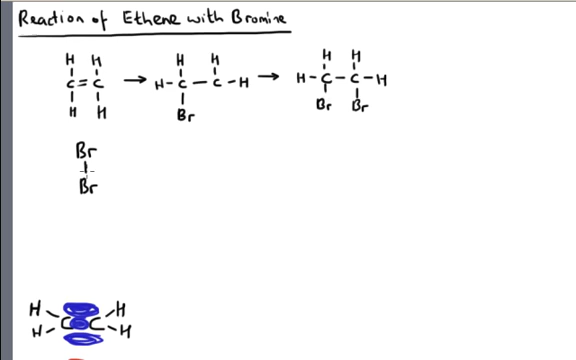 Reaction of Ethene with Bromine
H H H H H H
C=C → H-C-C-H → H-C-C-H
H H Br Br Br
Br
Br
H H
C C
H H